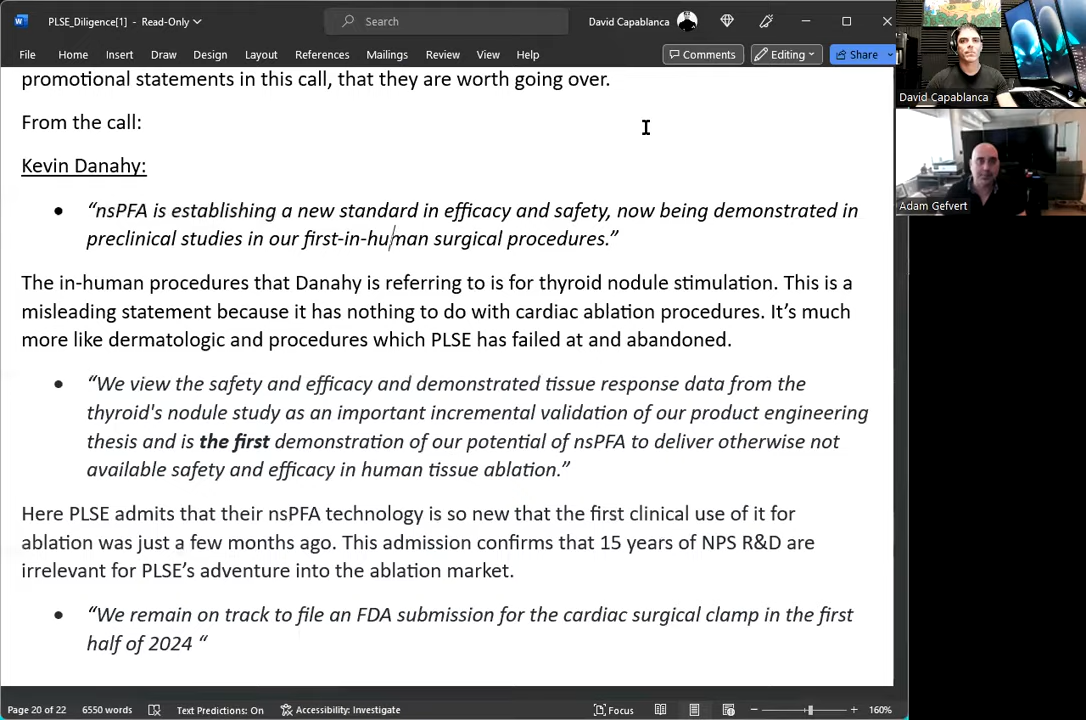 PLSE_Diligence[1] - Read-Only
Search
David Capablanca
File Home Insert Draw Design Layout References Mailings Review View Help
Comments Editing Share
David Capablanca
Adam Gefvert
promotional statements in this call, that they are worth going over.
From the call:
Kevin Danahy:
• “nsPFA is establishing a new standard in efficacy and safety, now being demonstrated in
preclinical studies in our first-in-human surgical procedures.”
The in-human procedures that Danahy is referring to is for thyroid nodule stimulation. This is a
misleading statement because it has nothing to do with cardiac ablation procedures. It’s much
more like dermatologic and procedures which PLSE has failed at and abandoned.
• “We view the safety and efficacy and demonstrated tissue response data from the
thyroid's nodule study as an important incremental validation of our product engineering
thesis and is the first demonstration of our potential of nsPFA to deliver otherwise not
available safety and efficacy in human tissue ablation.”
Here PLSE admits that their nsPFA technology is so new that the first clinical use of it for
ablation was just a few months ago. This admission confirms that 15 years of NPS R&D are
irrelevant for PLSE’s adventure into the ablation market.
• “We remain on track to file an FDA submission for the cardiac surgical clamp in the first
half of 2024 “
Page 20 of 22 6550 words Text Predictions: On Accessibility: Investigate Focus 160%